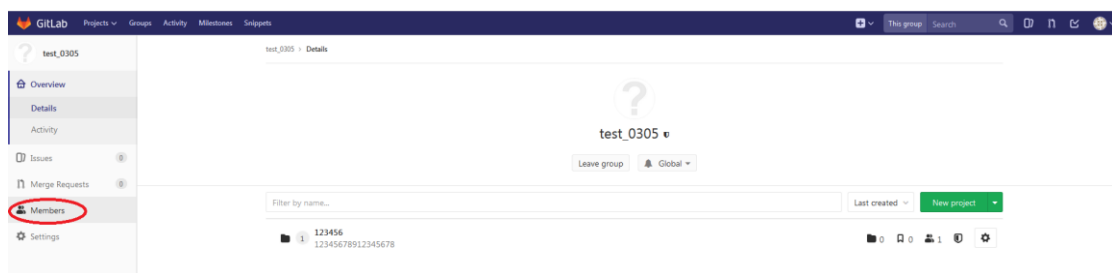 GitLab Projects Groups Activity Milestones Snippets This group Search
test_0305
test_0305 > Details
Overview
Details
Activity
Issues 0
Merge Requests 0
Members
Settings
?
test_0305
Leave group Global
Filter by name... Last created New project
1 123456 0 0 1
12345678912345678